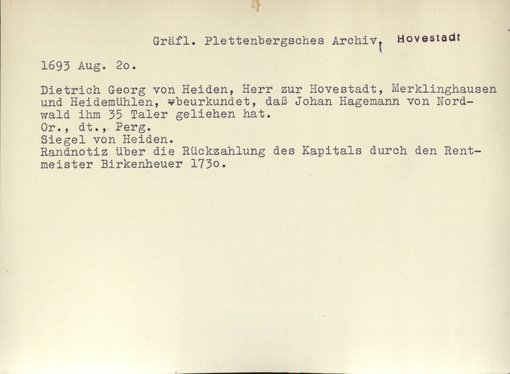 Gräfl. Plettenbergsches Archiv, Hovestadt
1693 Aug. 2o.
Dietrich Georg von Heiden, Herr zur Hovestadt, Merklinghausen
und Heidemühlen, beurkundet, daß Johan Hagemann von Nord-
wald ihm 35 Taler geliehen hat.
Or., dt., Perg.
Siegel von Heiden.
Randnotiz über die Rückzahlung des Kapitals durch den Rent-
meister Birkenheuer 173o.